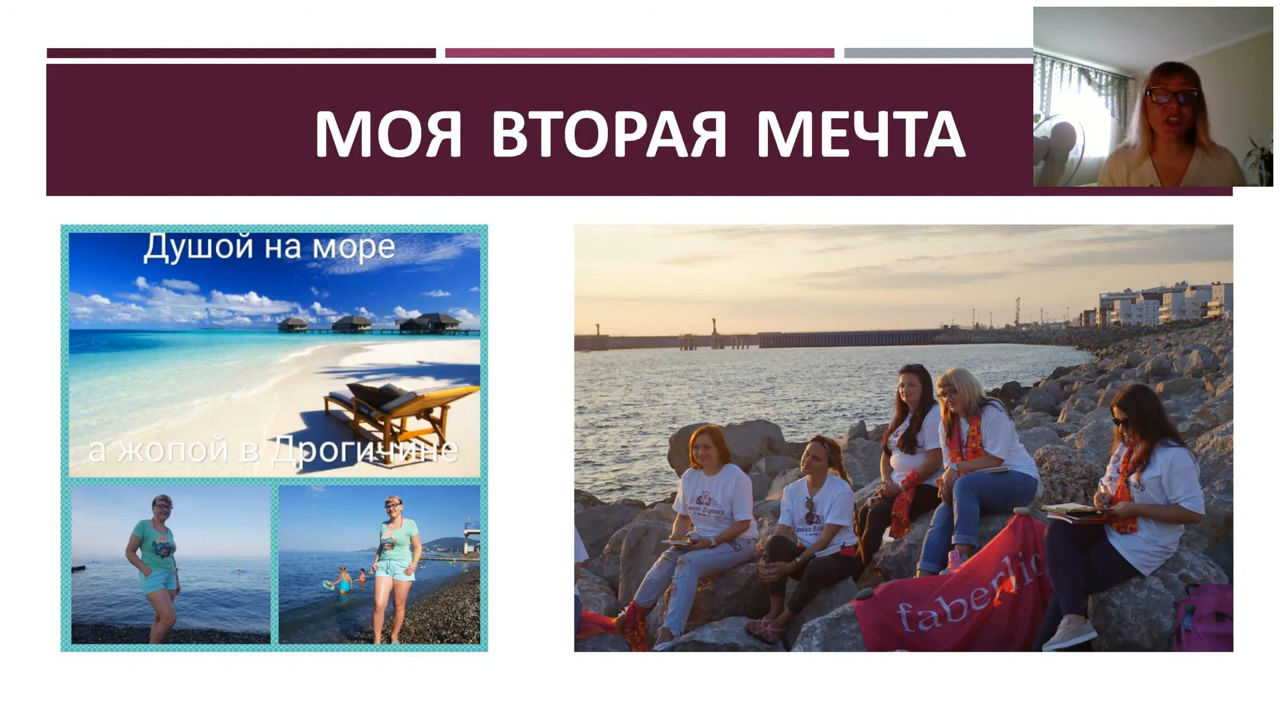 МОЯ ВТОРАЯ МЕЧТА
Душой на море
а жопой в Дрогичине
faberlic